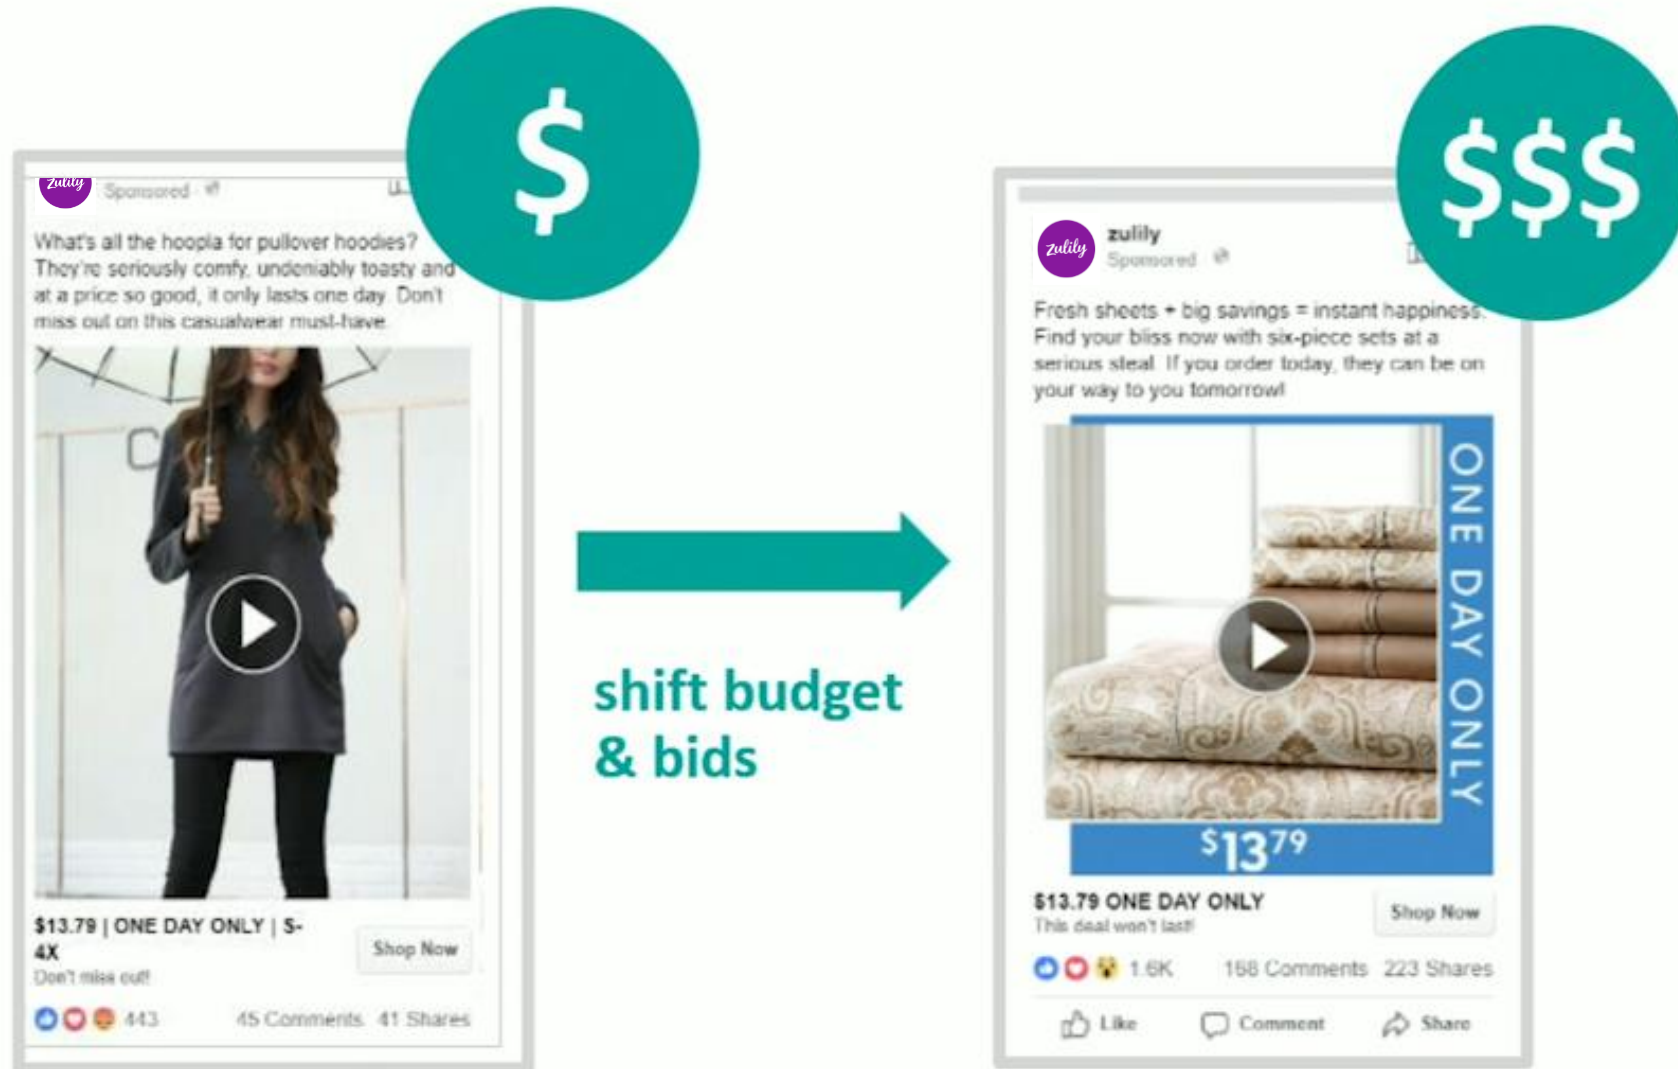 $
zulily
Sponsored
What's all the hoopla for pullover hoodies?
They're seriously comfy, undeniably toasty and
at a price so good, it only lasts one day. Don't
miss out on this casualwear must-have.
C
$13.79 | ONE DAY ONLY | S-
4X
Don't miss out!
Shop Now
443
45 Comments 41 Shares
shift budget
& bids
$$$
zulily
zulily
Sponsored
Fresh sheets + big savings = instant happiness.
Find your bliss now with six-piece sets at a
serious steal. If you order today, they can be on
your way to you tomorrow!
ONE DAY ONLY
$13 79
$13.79 ONE DAY ONLY
This deal won't last!
Shop Now
1.6K
168 Comments 223 Shares
Like
Comment
Share